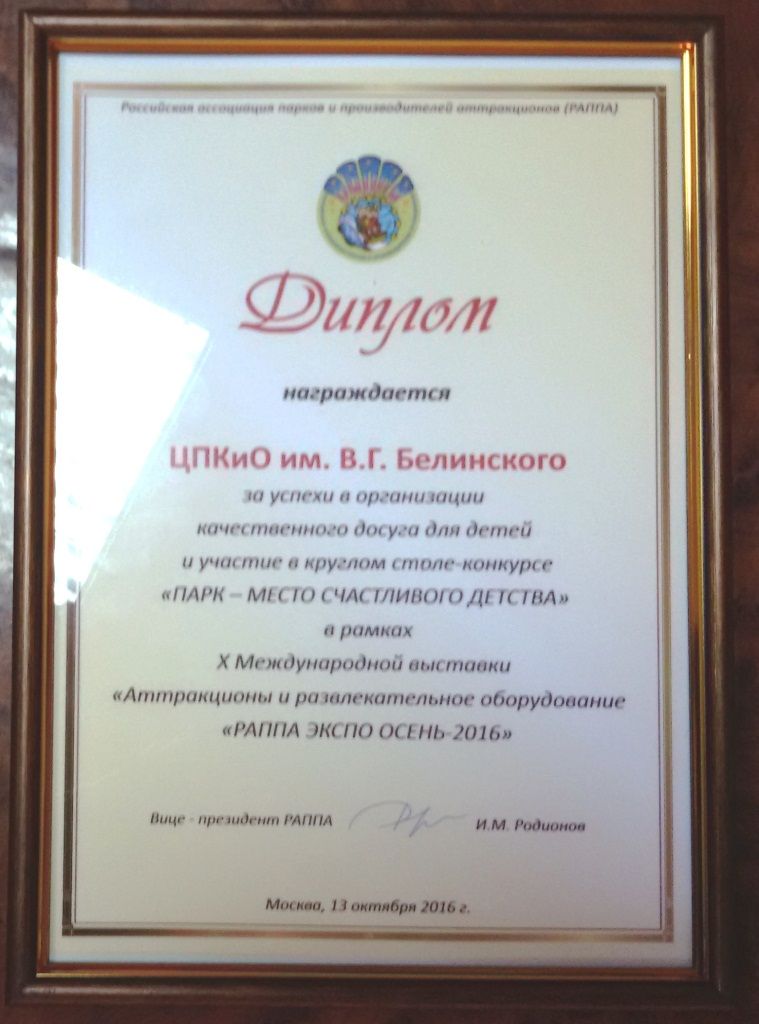 Российская ассоциация парков и производителей аттракционов (РАППА)
РАППА
Диплом
награждается
ЦПКиО им. В.Г. Белинского
за успехи в организации
качественного досуга для детей
и участие в круглом столе-конкурсе
«ПАРК – МЕСТО СЧАСТЛИВОГО ДЕТСТВА»
в рамках
X Международной выставки
«Аттракционы и развлекательное оборудование
«РАППА ЭКСПО ОСЕНЬ-2016»
Вице - президент РАППА И.М. Родионов
Москва, 13 октября 2016 г.